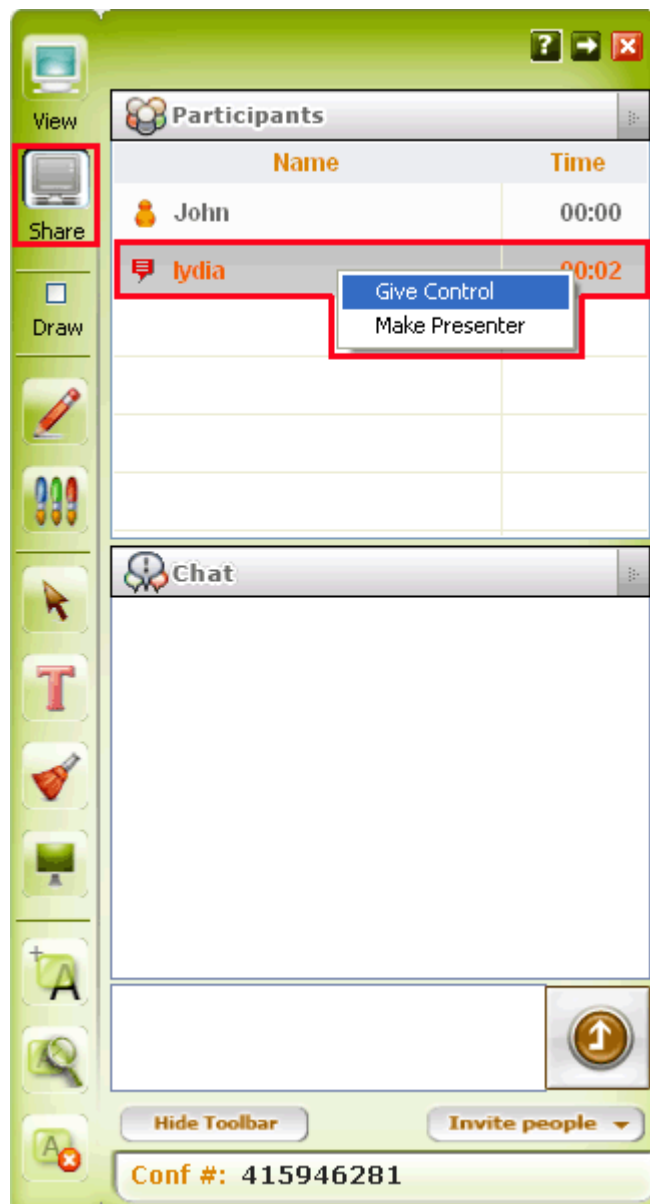 ?
View
Participants
Name Time
John 00:00
Share
lydia 00:02
Give Control
Draw
Make Presenter
Chat
T
A
A
A
Hide Toolbar Invite people
Conf #: 415946281